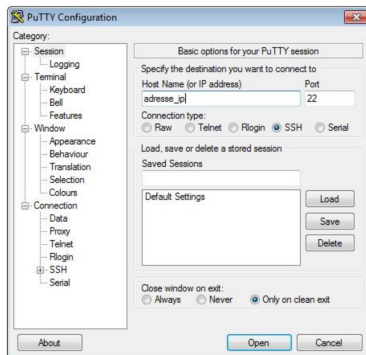 PuTTY Configuration
Category:
Session
Logging
Terminal
Keyboard
Bell
Features
Window
Appearance
Behaviour
Translation
Selection
Colours
Connection
Data
Proxy
Telnet
Rlogin
SSH
Serial
Basic options for your PuTTY session
Specify the destination you want to connect to
Host Name (or IP address) Port
adresse_ip 22
Connection type:
Raw Telnet Rlogin SSH Serial
Load, save or delete a stored session
Saved Sessions
Default Settings
Load
Save
Delete
Close window on exit:
Always Never Only on clean exit
About Open Cancel